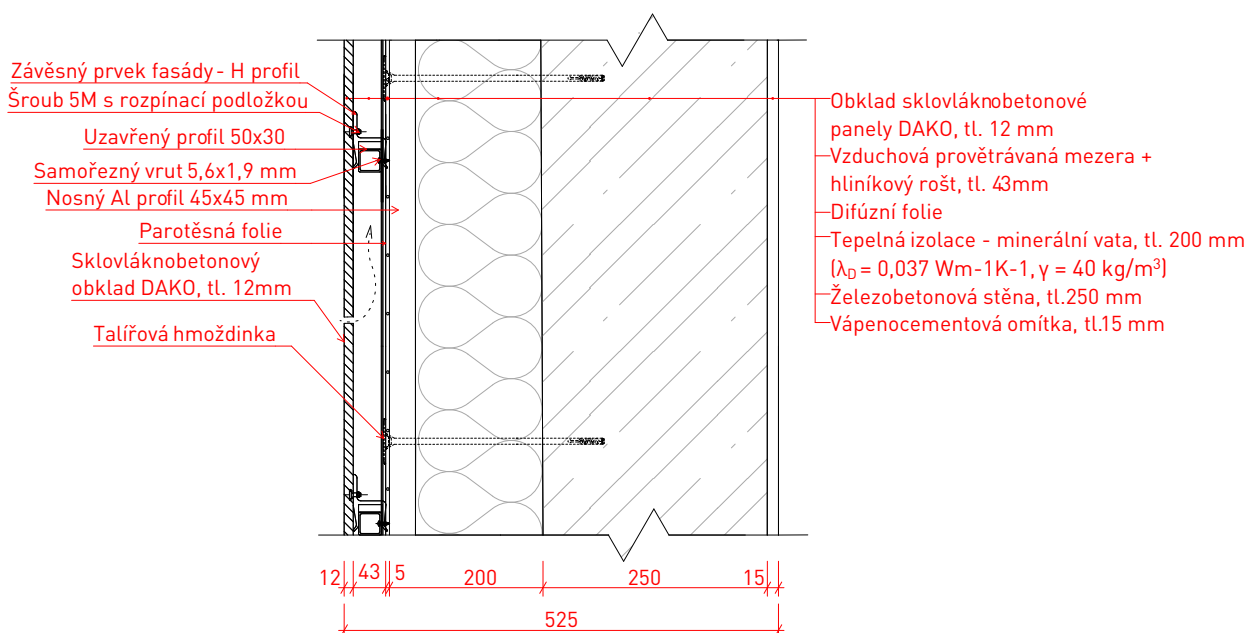 Závěsný prvek fasády - H profil
Šroub 5M s rozpínací podložkou
Uzavřený profil 50x30
Samořezný vrut 5,6x1,9 mm
Nosný Al profil 45x45 mm
Parotěsná folie
Sklovláknobetonový
obklad DAKO, tl. 12mm
Talířová hmoždinka
Obklad sklovláknobetonové
panely DAKO, tl. 12 mm
Vzduchová provětrávaná mezera +
hliníkový rošt, tl. 43mm
Difúzní folie
Tepelná izolace - minerální vata, tl. 200 mm
(λD = 0,037 Wm-1K-1, γ = 40 kg/m³)
Železobetonová stěna, tl.250 mm
Vápenocementová omítka, tl.15 mm
12 43 5 200 250 15
525